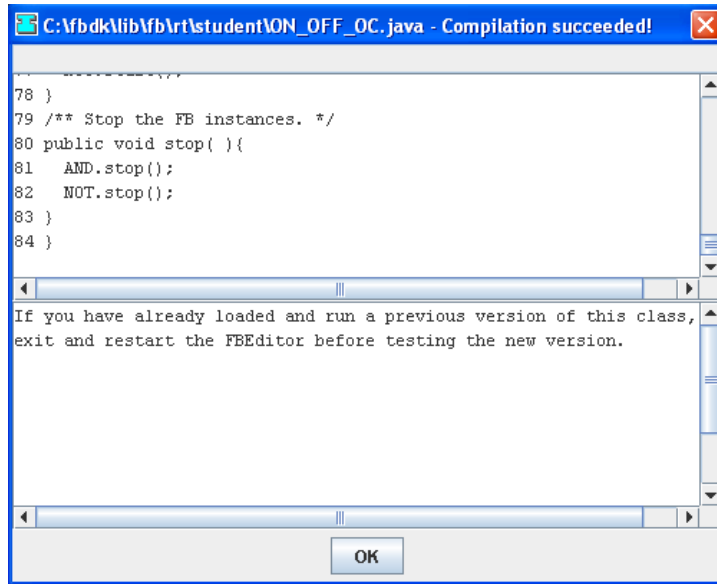 C:\fbdk\lib\fb\rt\student\ON_OFF_OC.java - Compilation succeeded!
78 }
79 /** Stop the FB instances. */
80 public void stop( ){
81   AND.stop();
82   NOT.stop();
83 }
84 }
If you have already loaded and run a previous version of this class,
exit and restart the FBEditor before testing the new version.
OK